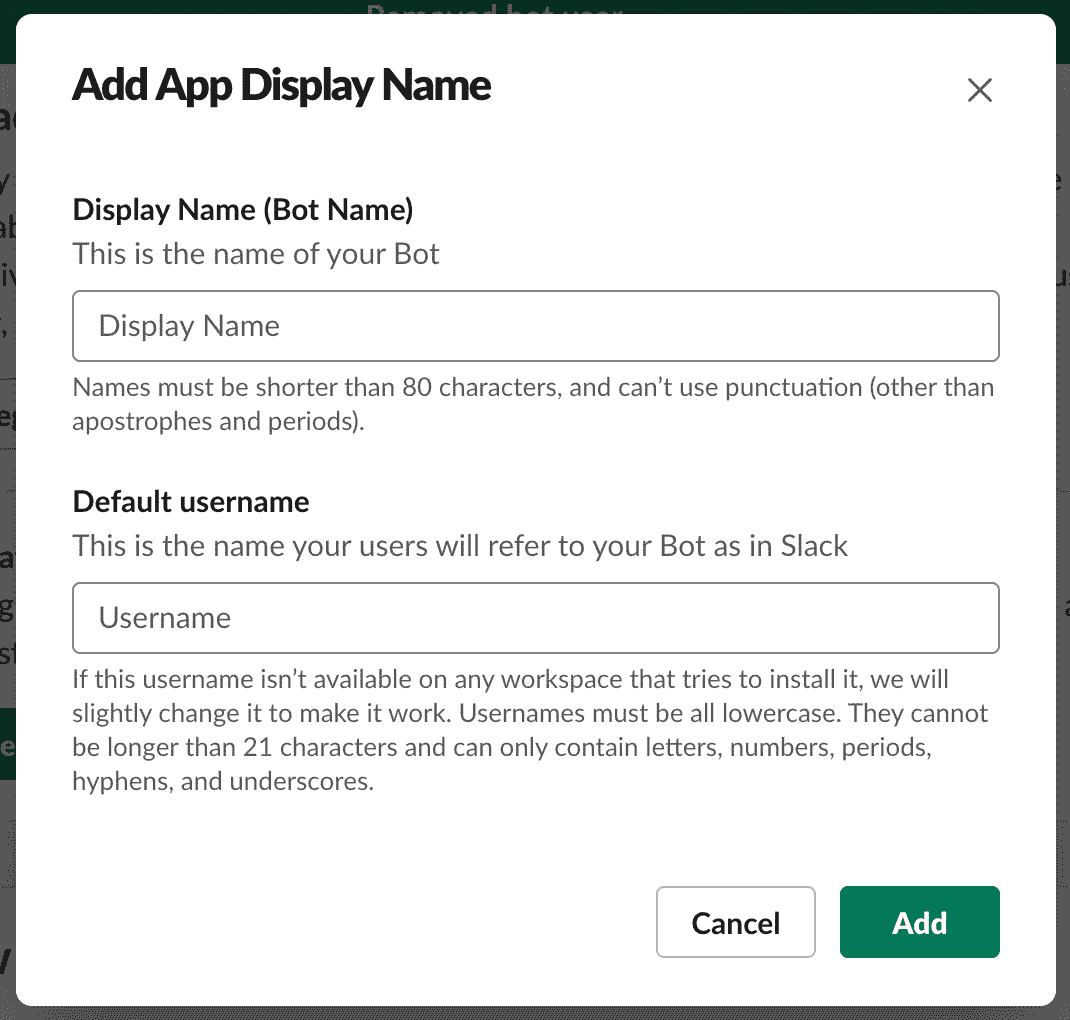 Add App Display Name
Display Name (Bot Name)
This is the name of your Bot
Display Name
Names must be shorter than 80 characters, and can’t use punctuation (other than
apostrophes and periods).
Default username
This is the name your users will refer to your Bot as in Slack
Username
If this username isn’t available on any workspace that tries to install it, we will
slightly change it to make it work. Usernames must be all lowercase. They cannot
be longer than 21 characters and can only contain letters, numbers, periods,
hyphens, and underscores.
Cancel
Add